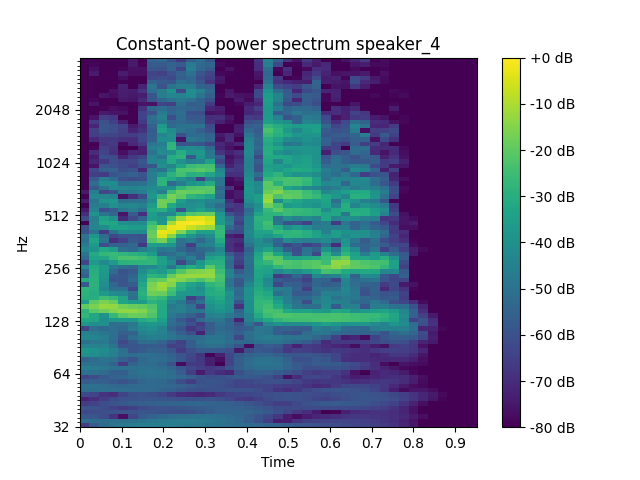 Constant-Q power spectrum speaker_4
Hz
2048
1024
512
256
128
64
32
0 0.1 0.2 0.3 0.4 0.5 0.6 0.7 0.8 0.9
Time
+0 dB
-10 dB
-20 dB
-30 dB
-40 dB
-50 dB
-60 dB
-70 dB
-80 dB